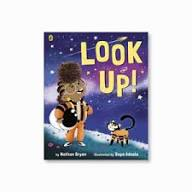 LOOK
UP!
by Nathan Bryon
illustrated by Dapo Adeola